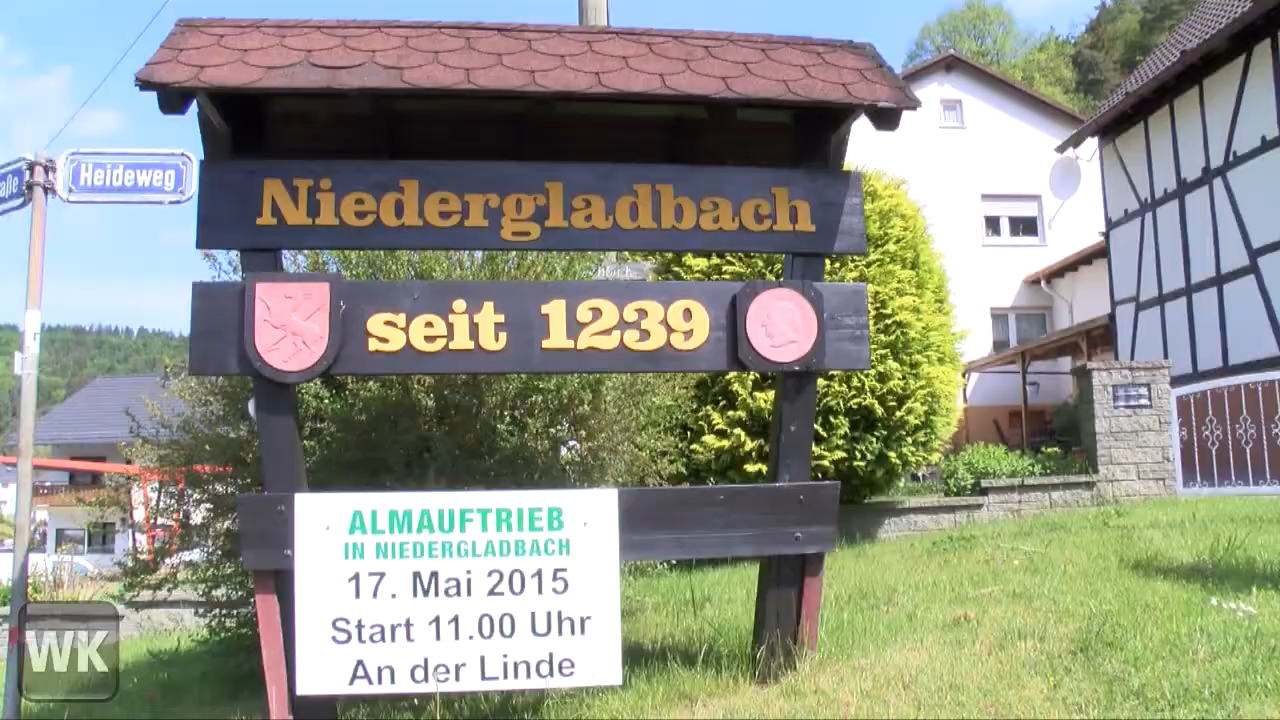 Heideweg
Niedergladbach
seit 1239
ALMAUFTRIEB
IN NIEDERGLADBACH
17. Mai 2015
Start 11.00 Uhr
An der Linde
WK